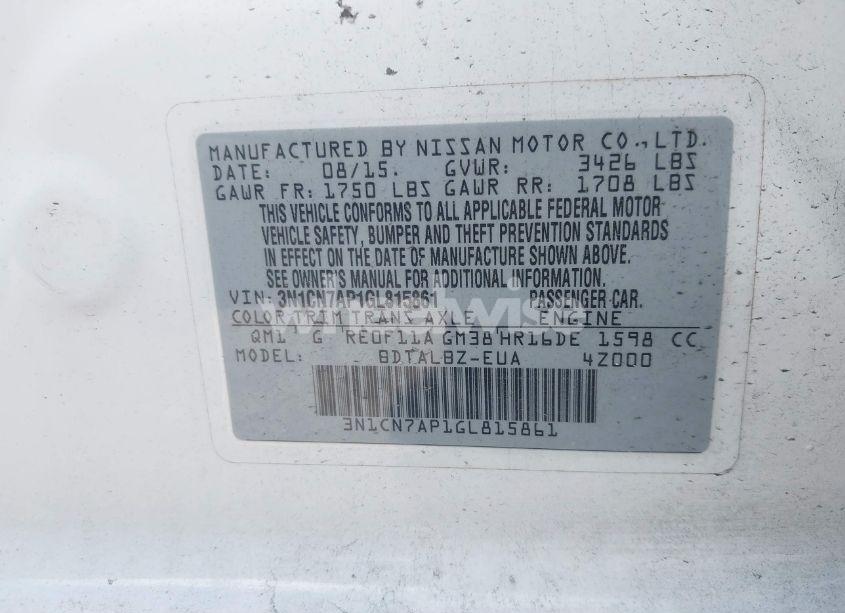 MANUFACTURED BY NISSAN MOTOR CO., LTD.
DATE: 08/15. GVWR: 3426 LBS
GAWR FR: 1750 LBS GAWR RR: 1708 LBS
THIS VEHICLE CONFORMS TO ALL APPLICABLE FEDERAL MOTOR
VEHICLE SAFETY, BUMPER AND THEFT PREVENTION STANDARDS
IN EFFECT ON THE DATE OF MANUFACTURE SHOWN ABOVE.
SEE OWNER'S MANUAL FOR ADDITIONAL INFORMATION.
VIN: 3N1CN7AP1GL815861 PASSENGER CAR.
COLOR TRIM TRANS AXLE ENGINE
QM1 G RE0F11A GM38 HR16DE 1598 CC
MODEL: BDTALBZ-EUA 4Z000
3N1CN7AP1GL815861